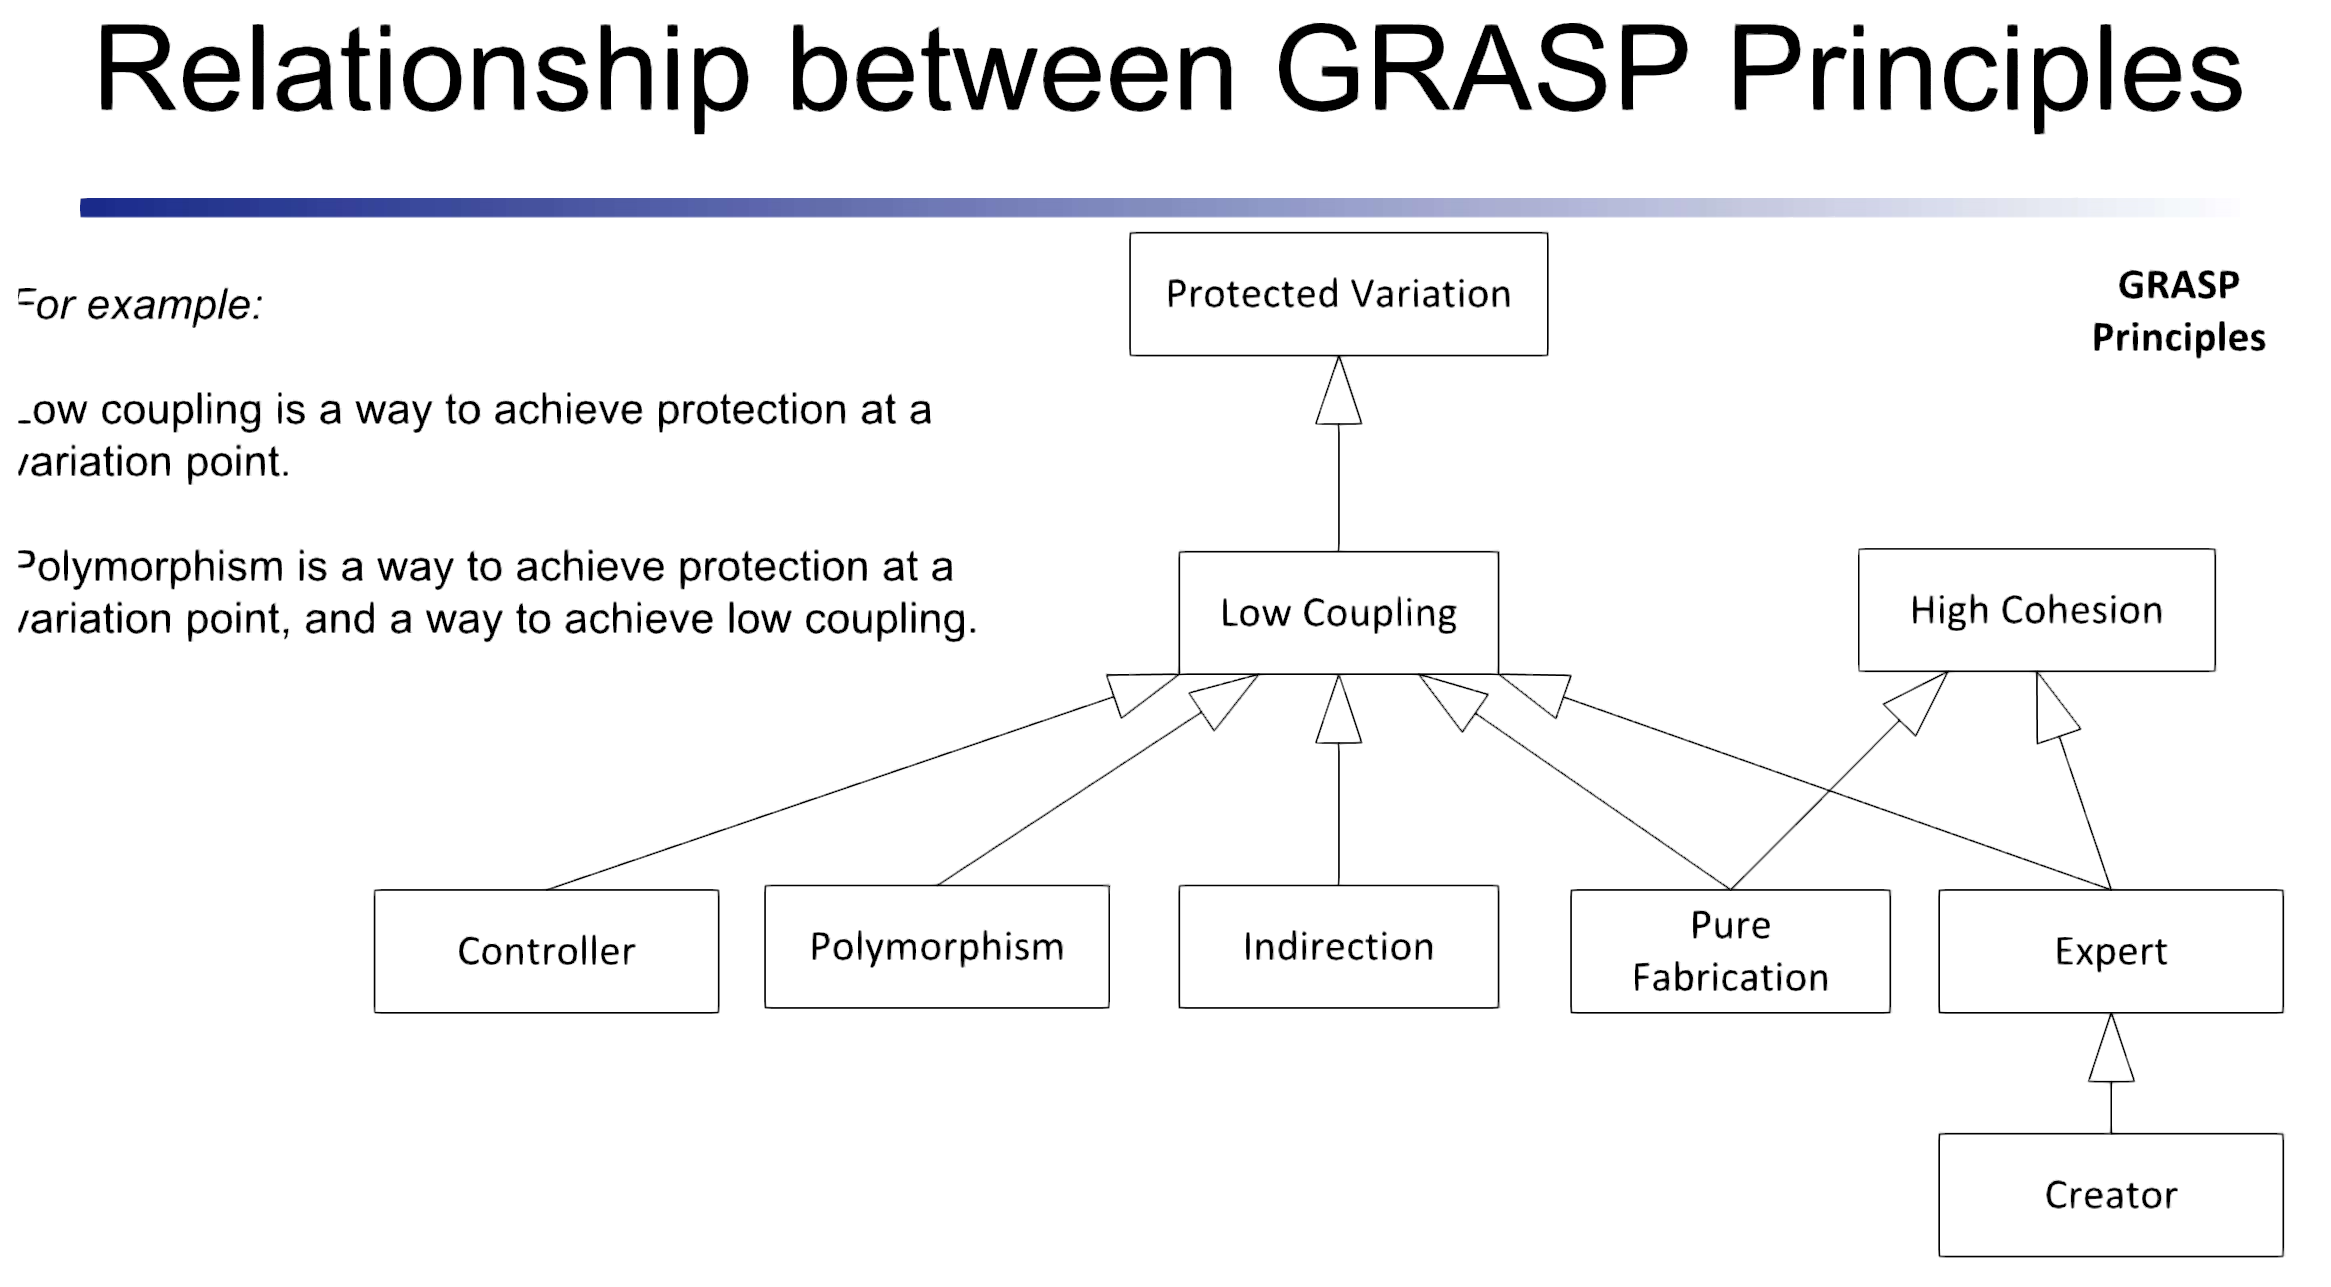 Relationship between GRASP Principles
For example:
Low coupling is a way to achieve protection at a
variation point.
Polymorphism is a way to achieve protection at a
variation point, and a way to achieve low coupling.
GRASP
Principles
Protected Variation
Low Coupling
High Cohesion
Controller
Polymorphism
Indirection
Pure
Fabrication
Expert
Creator